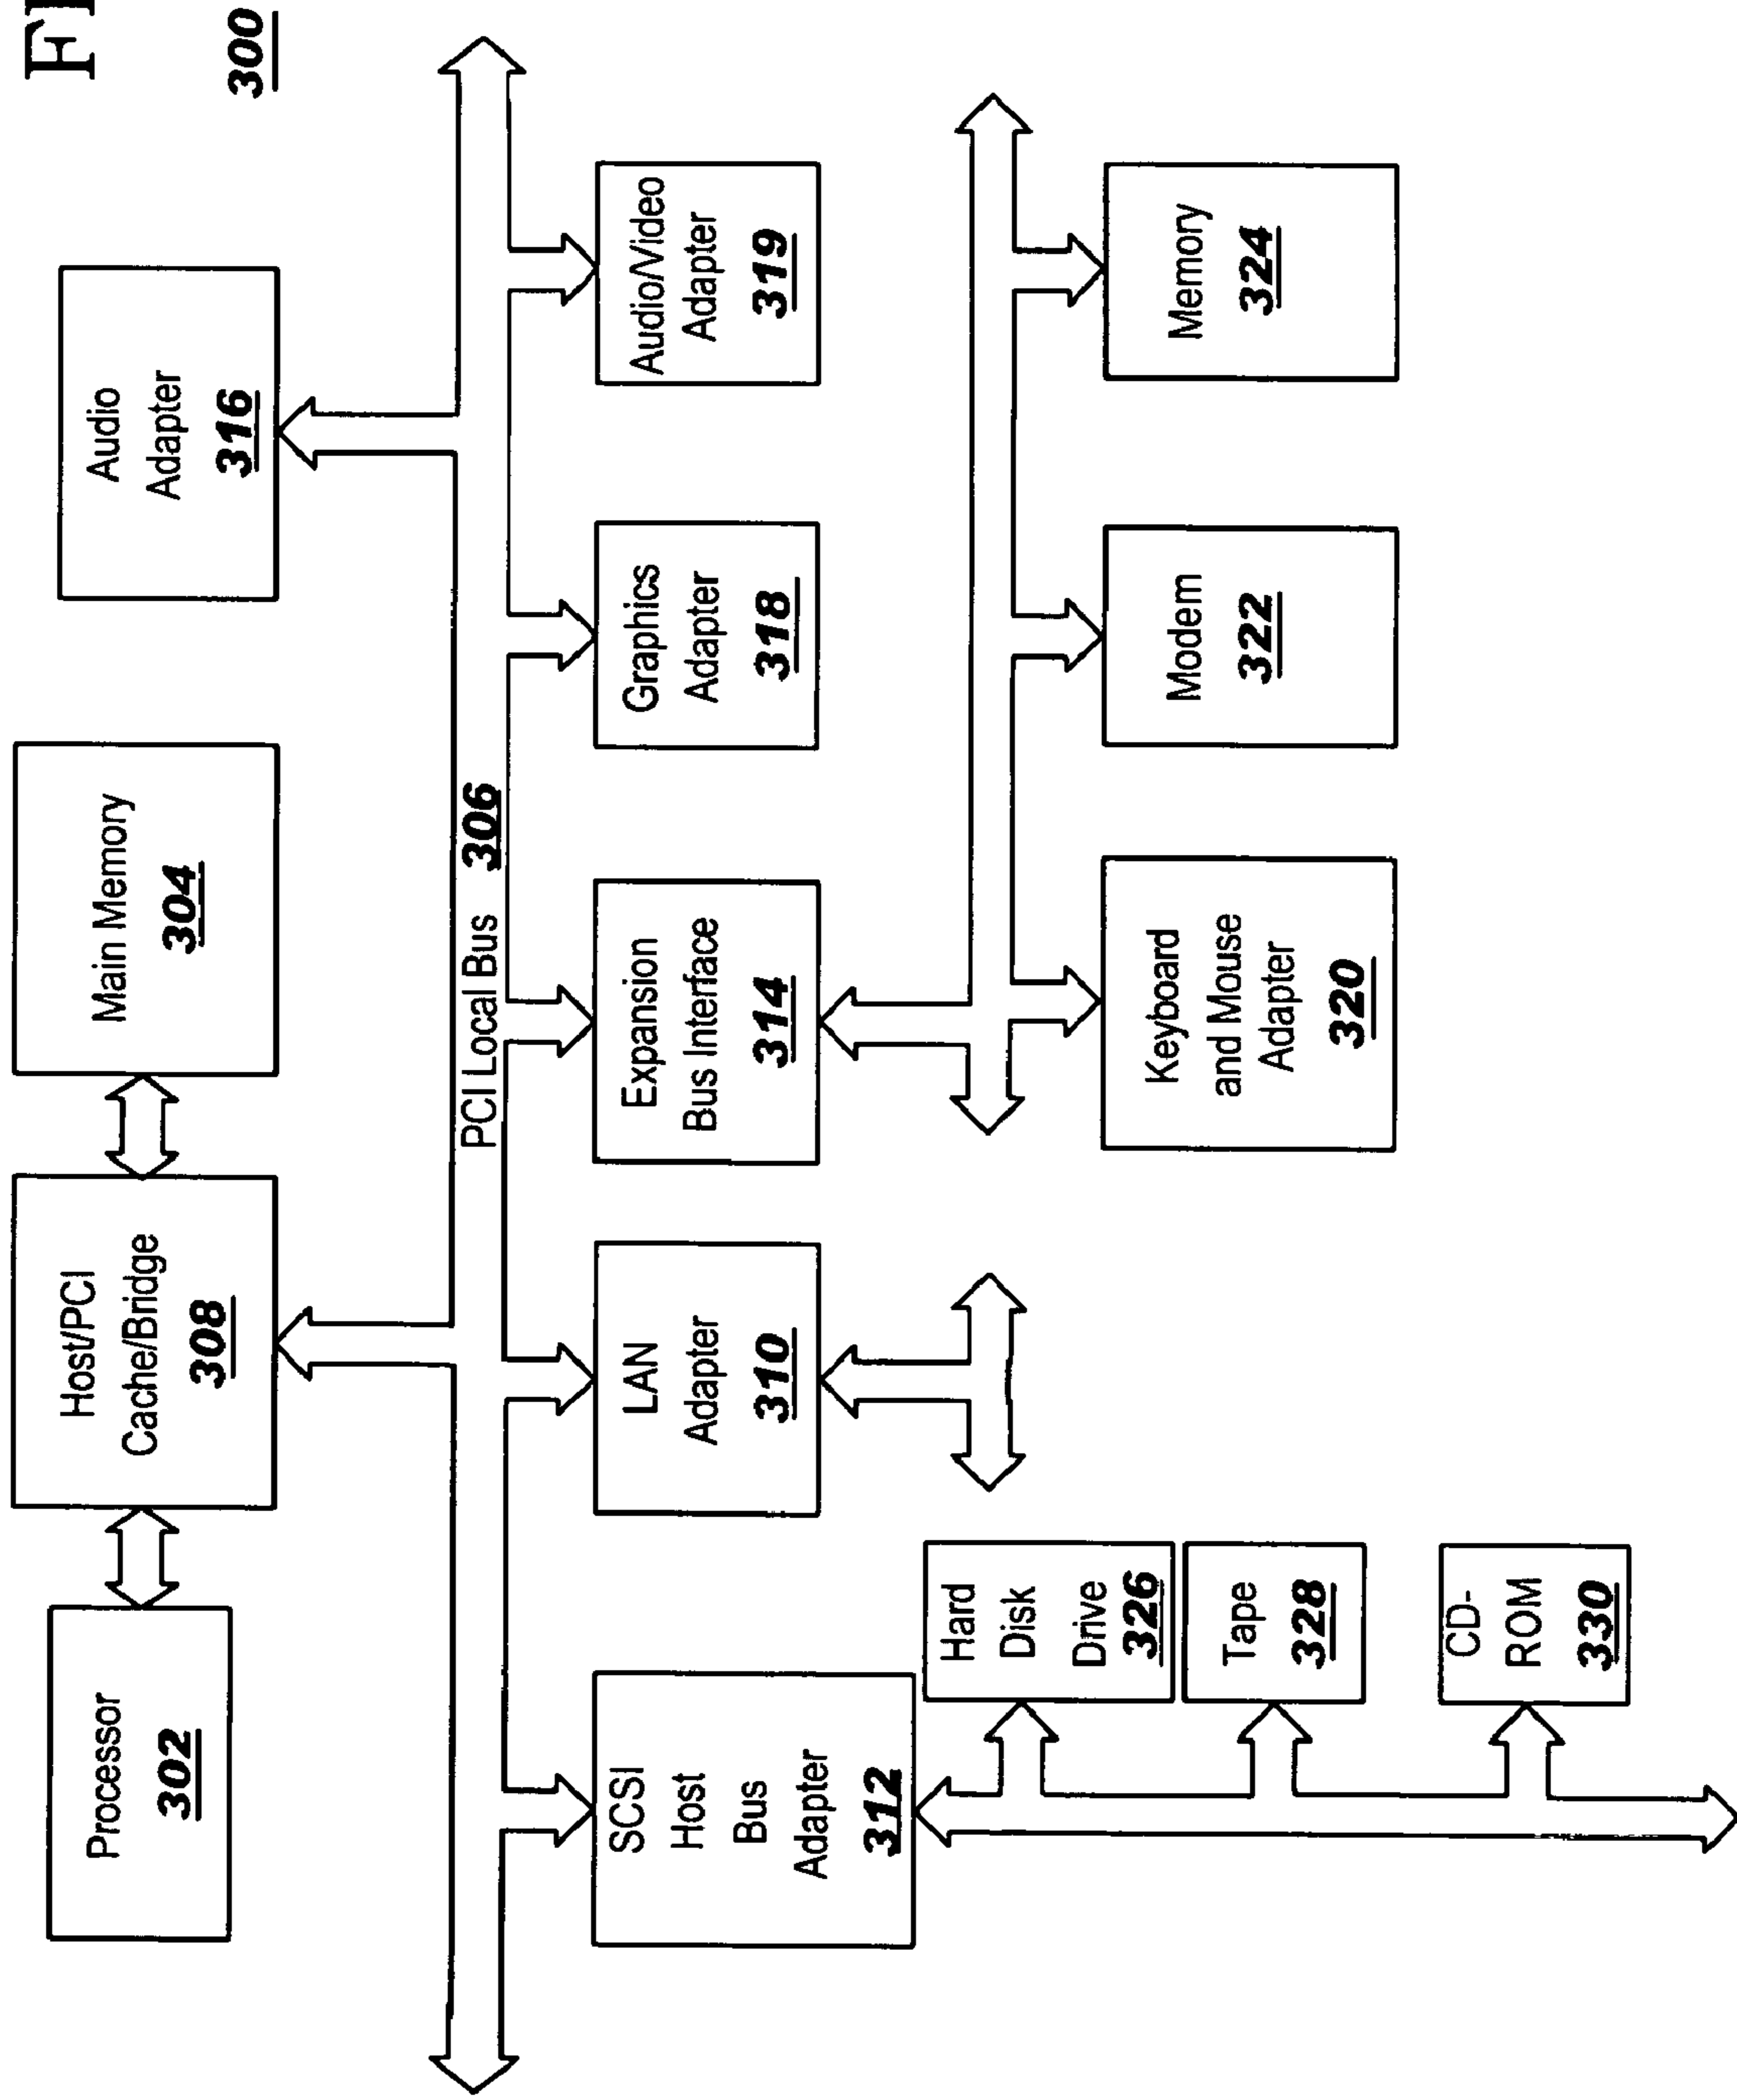 300
Processor
302
Host/PCI
Cache/Bridge
308
Main Memory
304
Audio
Adapter
316
PCI Local Bus 306
SCSI
Host
Bus
Adapter
312
LAN
Adapter
310
Expansion
Bus Interface
314
Graphics
Adapter
318
Audio/Video
Adapter
319
Hard
Disk
Drive
326
Tape
328
CD-
ROM
330
Keyboard
and Mouse
Adapter
320
Modem
322
Memory
324